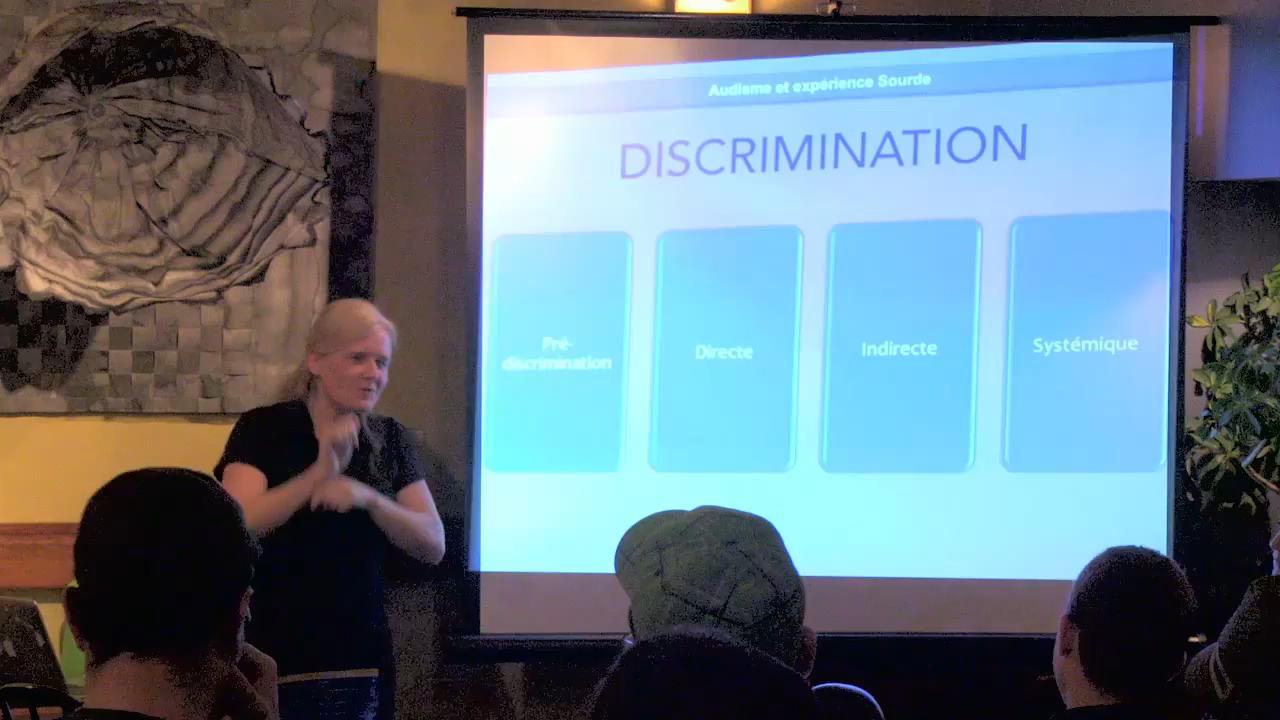 Audisme et expérience Sourde
DISCRIMINATION
Pré-
discrimination
Directe
Indirecte
Systémique